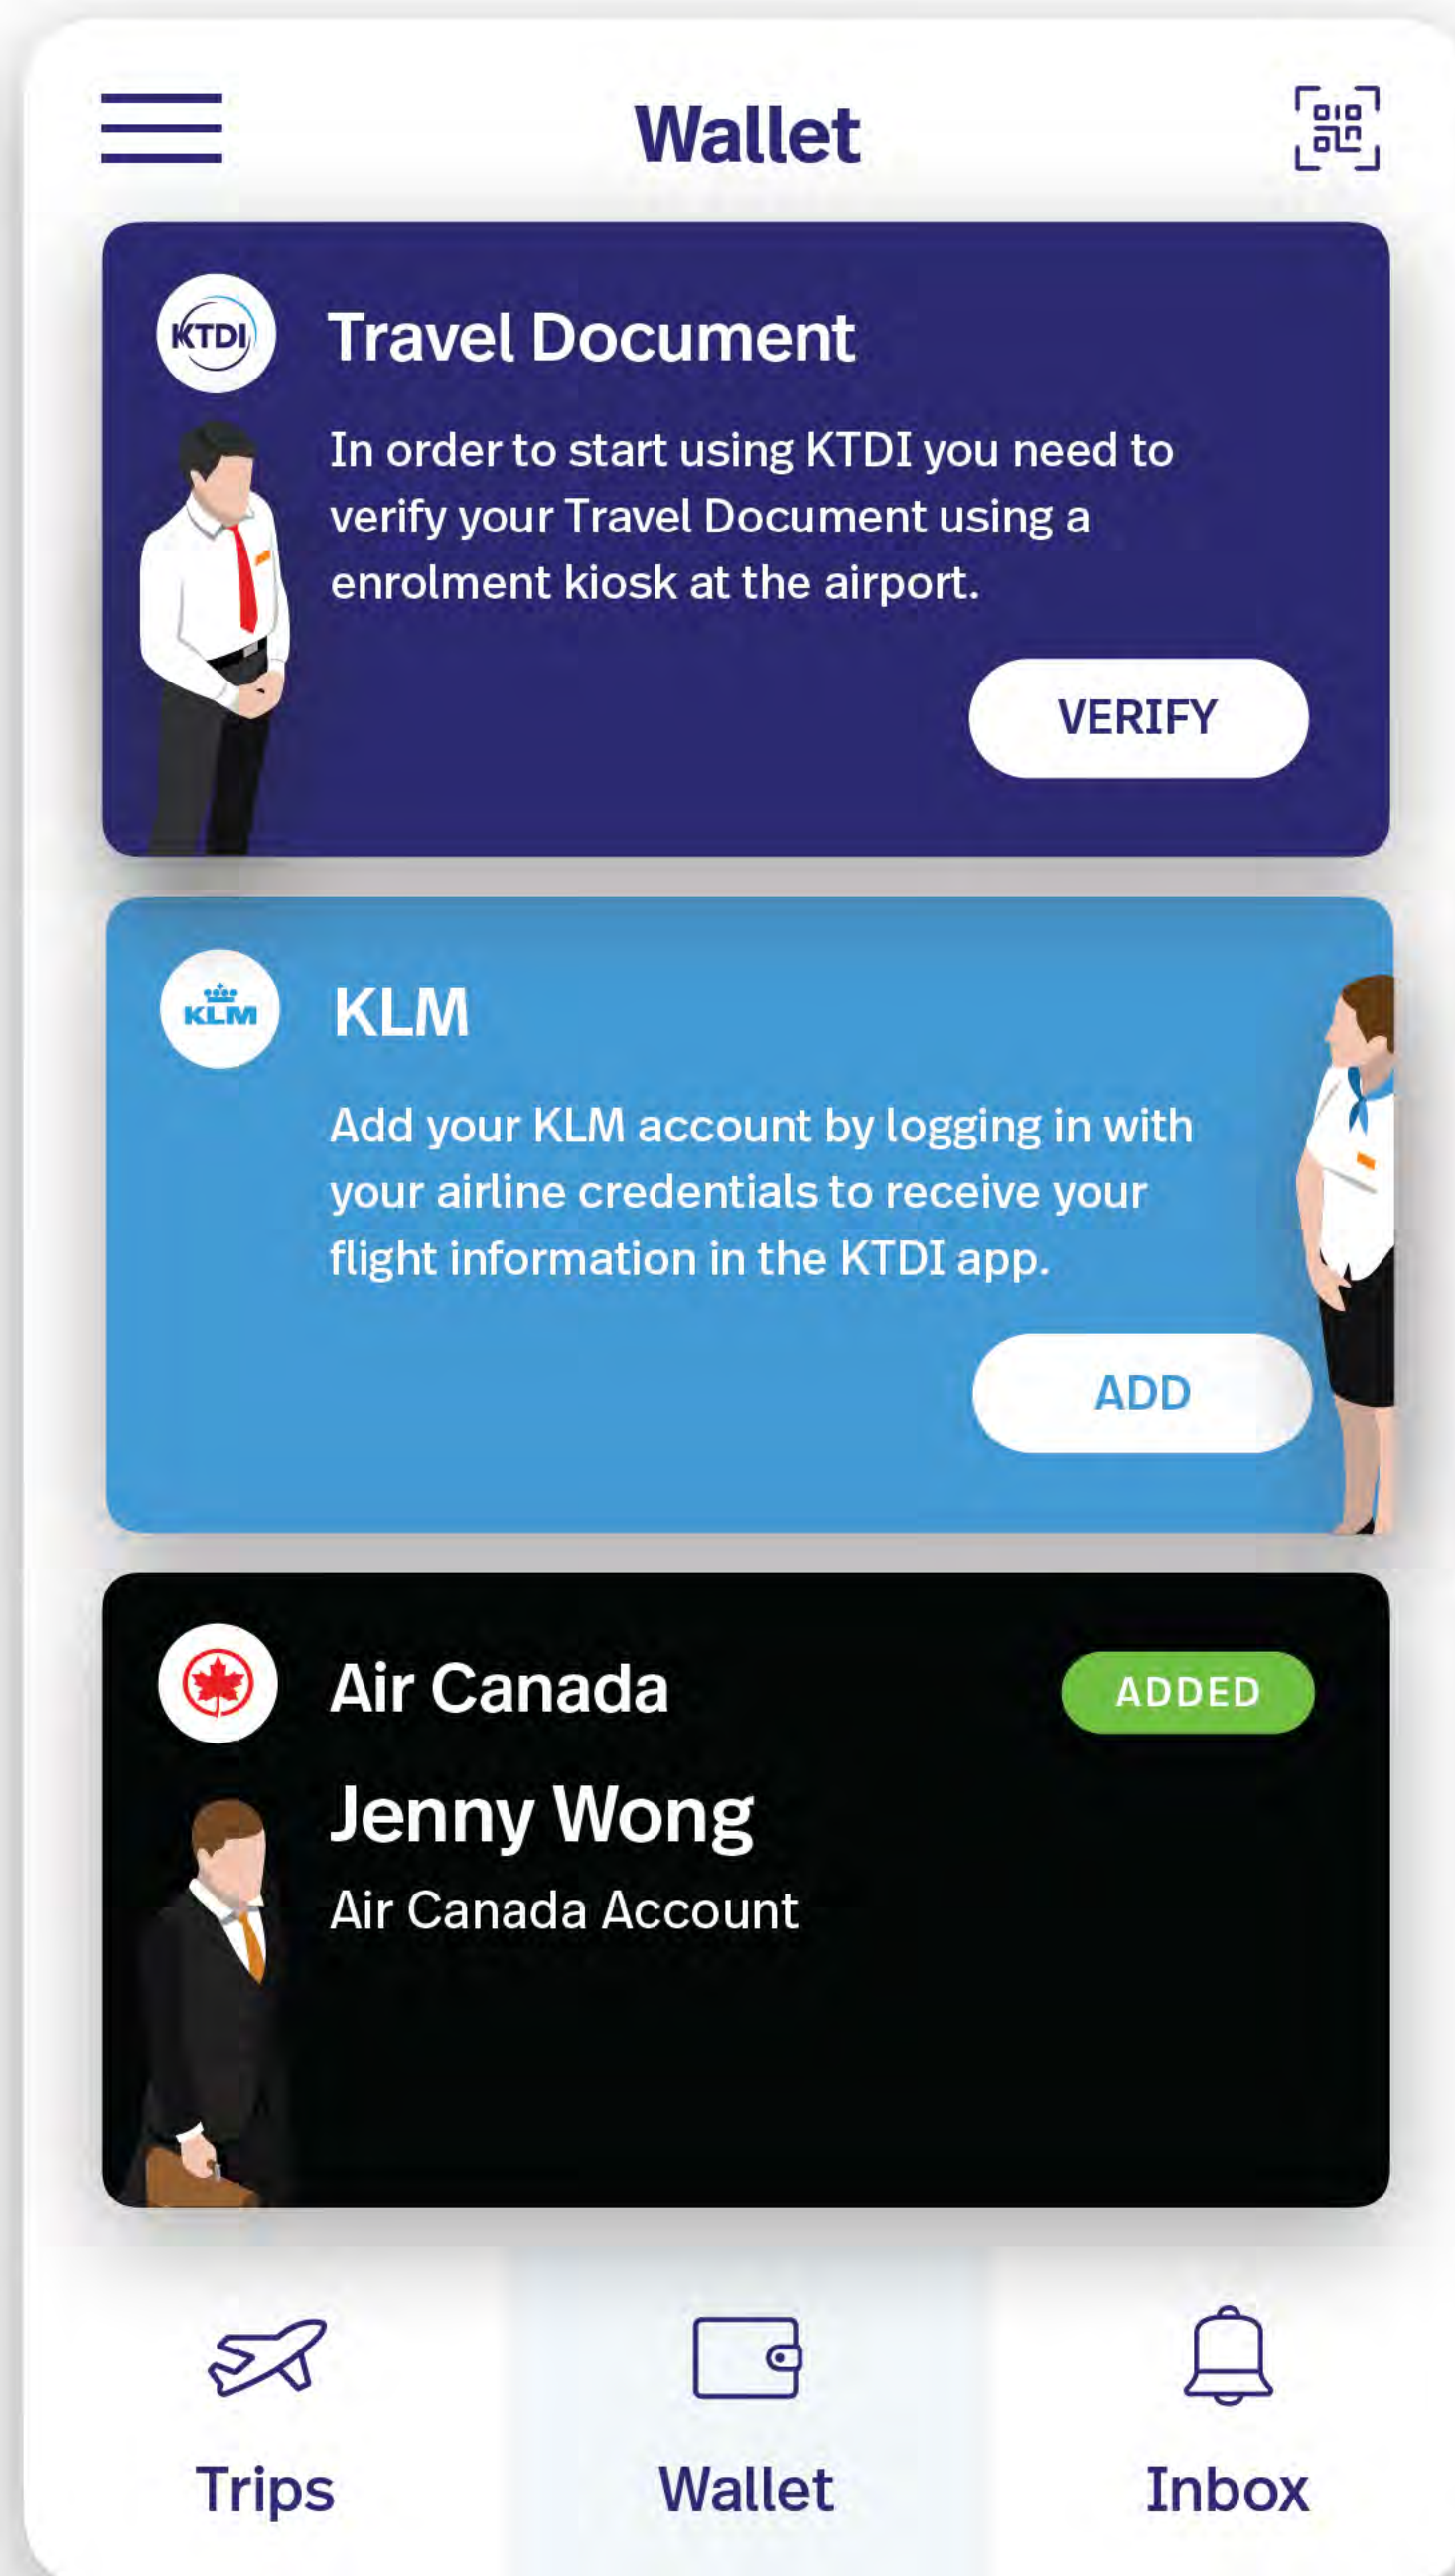 Wallet
KTDI
Travel Document
In order to start using KTDI you need to
verify your Travel Document using a
enrolment kiosk at the airport.
VERIFY
KLM
KLM
Add your KLM account by logging in with
your airline credentials to receive your
flight information in the KTDI app.
ADD
Air Canada
ADDED
Jenny Wong
Air Canada Account
Trips
Wallet
Inbox